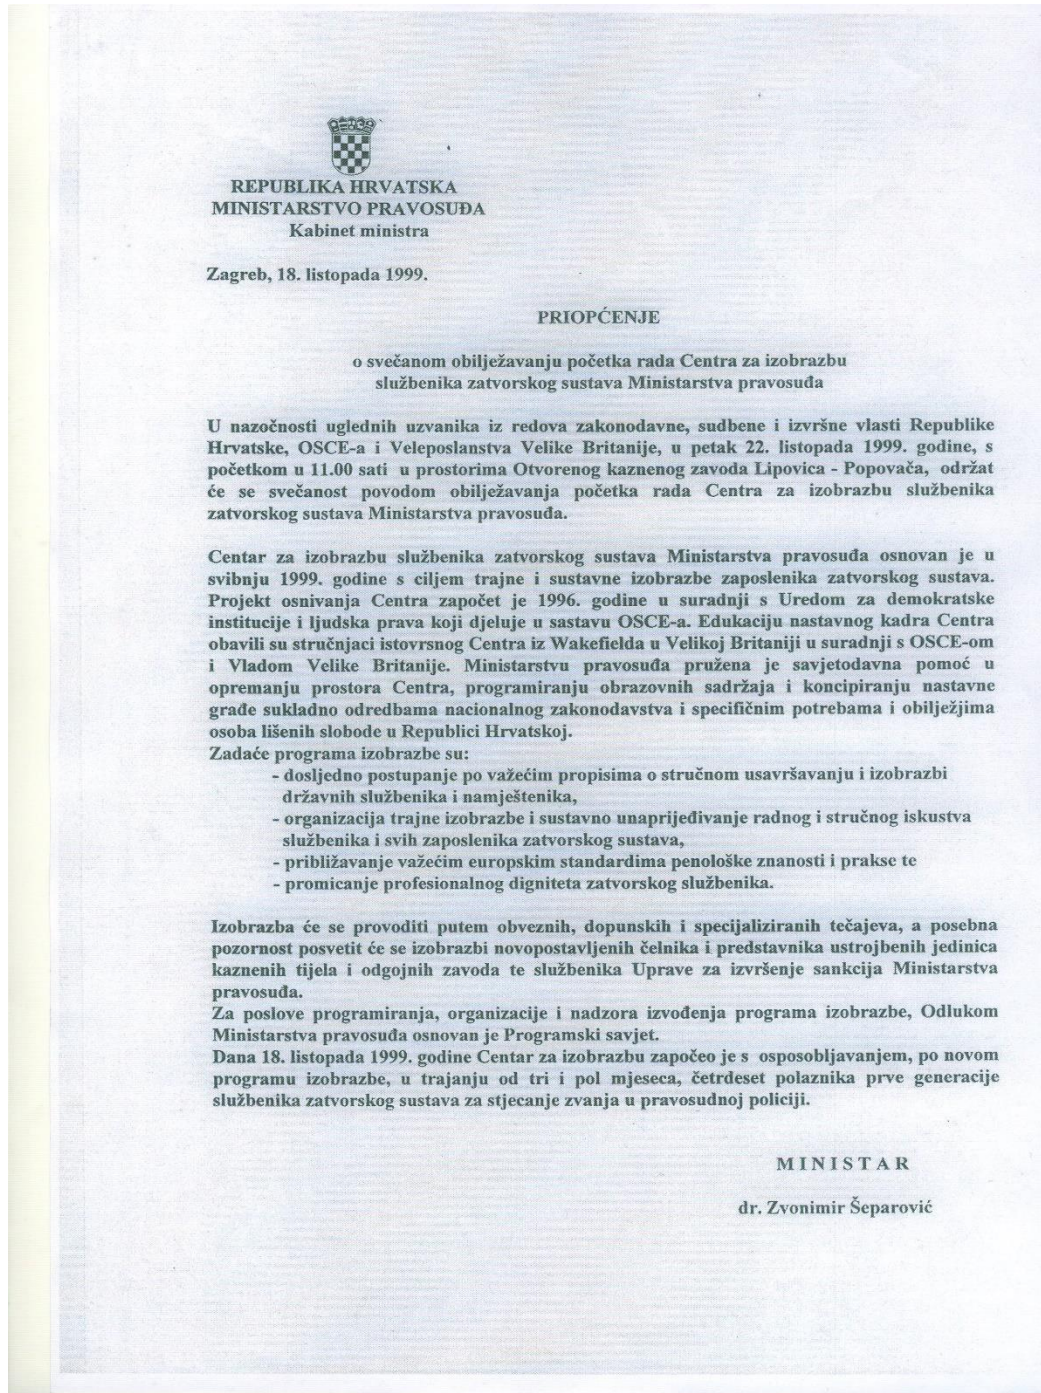 REPUBLIKA HRVATSKA
MINISTARSTVO PRAVOSUĐA
Kabinet ministra
Zagreb, 18. listopada 1999.
PRIOPĆENJE
o svečanom obilježavanju početka rada Centra za izobrazbu
službenika zatvorskog sustava Ministarstva pravosuđa
U nazočnosti uglednih uzvanika iz redova zakonodavne, sudbene i izvršne vlasti Republike
Hrvatske, OSCE-a i Veleposlanstva Velike Britanije, u petak 22. listopada 1999. godine, s
početkom u 11.00 sati u prostorima Otvorenog kaznenog zavoda Lipovica - Popovača, održat
će se svečanost povodom obilježavanja početka rada Centra za izobrazbu službenika
zatvorskog sustava Ministarstva pravosuđa.
Centar za izobrazbu službenika zatvorskog sustava Ministarstva pravosuđa osnovan je u
svibnju 1999. godine s ciljem trajne i sustavne izobrazbe zaposlenika zatvorskog sustava.
Projekt osnivanja Centra započet je 1996. godine u suradnji s Uredom za demokratske
institucije i ljudska prava koji djeluje u sastavu OSCE-a. Edukaciju nastavnog kadra Centra
obavili su stručnjaci istovrsnog Centra iz Wakefielda u Velikoj Britaniji u suradnji s OSCE-om
i Vladom Velike Britanije. Ministarstvu pravosuđa pružena je savjetodavna pomoć u
opremanju prostora Centra, programiranju obrazovnih sadržaja i koncipiranju nastavne
građe sukladno odredbama nacionalnog zakonodavstva i specifičnim potrebama i obilježjima
osoba lišenih slobode u Republici Hrvatskoj.
Zadaće programa izobrazbe su:
- dosljedno postupanje po važećim propisima o stručnom usavršavanju i izobrazbi
državnih službenika i namještenika,
- organizacija trajne izobrazbe i sustavno unaprijeđivanje radnog i stručnog iskustva
službenika i svih zaposlenika zatvorskog sustava,
- približavanje važećim europskim standardima penološke znanosti i prakse te
- promicanje profesionalnog digniteta zatvorskog službenika.
Izobrazba će se provoditi putem obveznih, dopunskih i specijaliziranih tečajeva, a posebna
pozornost posvetit će se izobrazbi novopostavljenih čelnika i predstavnika ustrojbenih jedinica
kaznenih tijela i odgojnih zavoda te službenika Uprave za izvršenje sankcija Ministarstva
pravosuđa.
Za poslove programiranja, organizacije i nadzora izvođenja programa izobrazbe, Odlukom
Ministarstva pravosuđa osnovan je Programski savjet.
Dana 18. listopada 1999. godine Centar za izobrazbu započeo je s osposobljavanjem, po novom
programu izobrazbe, u trajanju od tri i pol mjeseca, četrdeset polaznika prve generacije
službenika zatvorskog sustava za stjecanje zvanja u pravosudnoj policiji.
M I N I S T A R
dr. Zvonimir Šeparović